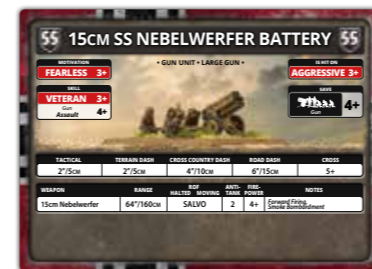 15cm SS NEBELWERFER BATTERY
• GUN UNIT • LARGE GUN •
MOTIVATION
FEARLESS 3+
SKILL
VETERAN 3+
Gun
Assault 4+
IS HIT ON
AGGRESSIVE 3+
SAVE
Gun 4+
TACTICAL TERRAIN DASH CROSS COUNTRY DASH ROAD DASH CROSS
2"/5cm 2"/5cm 4"/10cm 6"/15cm 5+
WEAPON RANGE ROF HALTED MOVING ANTI-TANK FIRE-POWER NOTES
15cm Nebelwerfer 64"/160cm SALVO 2 4+ Forward Firing,
Smoke Bombardment